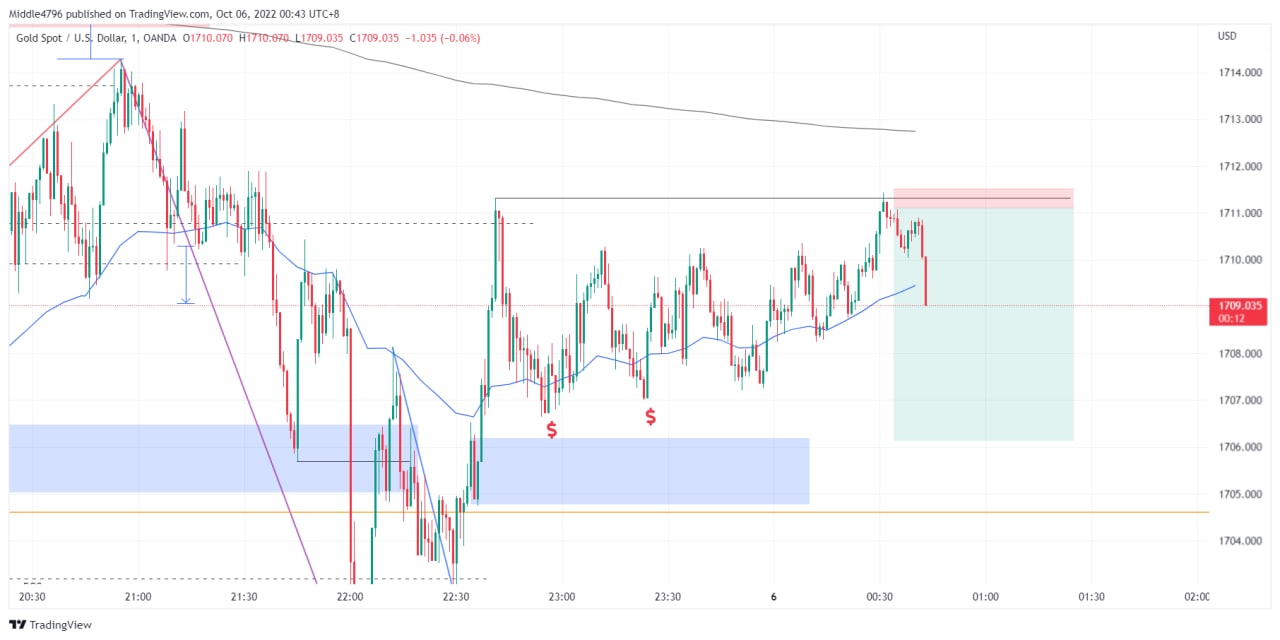 Middle4796 published on TradingView.com, Oct 06, 2022 00:43 UTC+8
Gold Spot / U.S. Dollar, 1, OANDA O1710.070 H1710.070 L1709.035 C1709.035 −1.035 (−0.06%)
USD
1714.000
1713.000
1712.000
1711.000
1710.000
1709.035
00:12
1708.000
1707.000
$
$
1706.000
1705.000
1704.000
20:30 21:00 21:30 22:00 22:30 23:00 23:30 6 00:30 01:00 01:30 02:00
TradingView